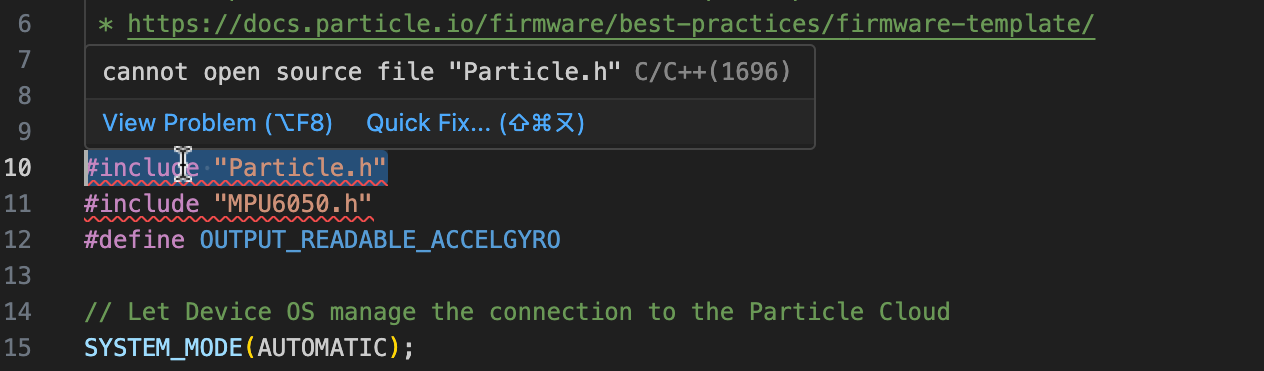 6 * https://docs.particle.io/firmware/best-practices/firmware-template/
7
cannot open source file "Particle.h" C/C++(1696)
8
View Problem (⌥F8) Quick Fix... (⇧⌘ㄡ)
9
10 #include "Particle.h"
11 #include "MPU6050.h"
12 #define OUTPUT_READABLE_ACCELGYRO
13
14 // Let Device OS manage the connection to the Particle Cloud
15 SYSTEM_MODE(AUTOMATIC);